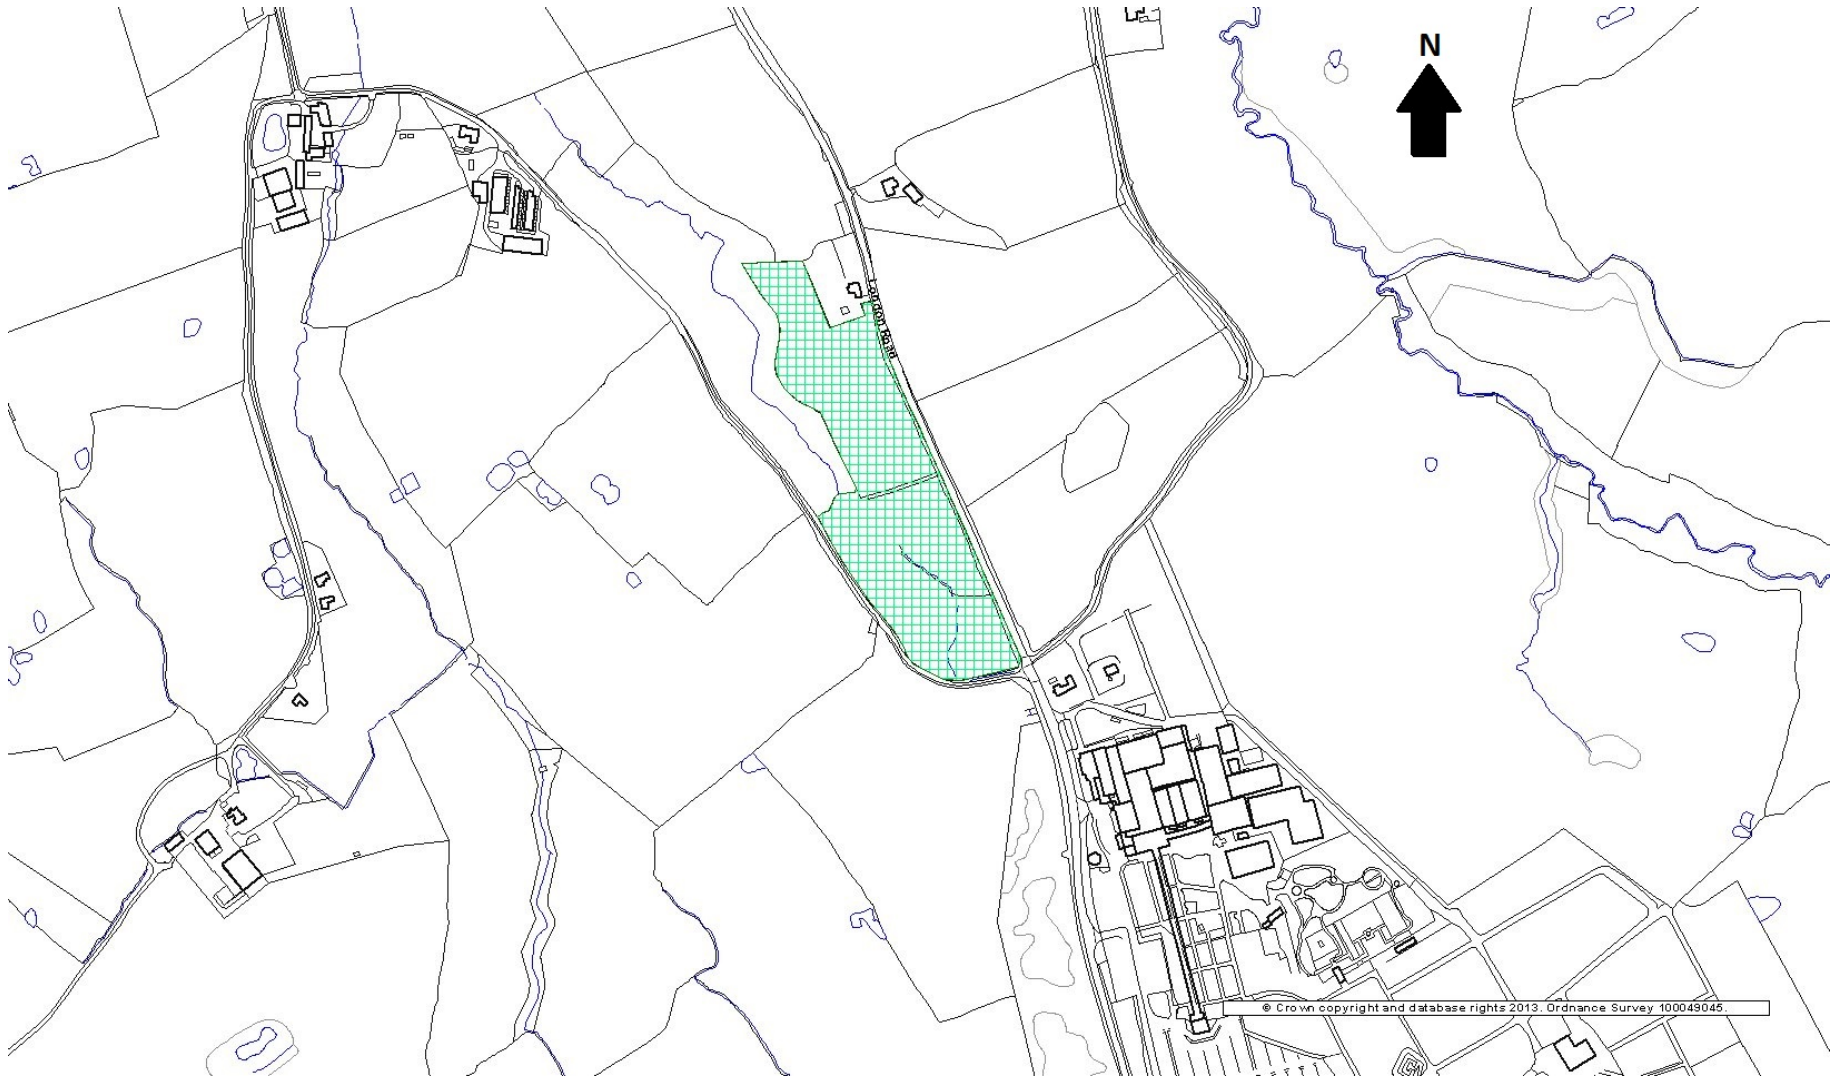 N
London Road
© Crown copyright and database rights 2013. Ordnance Survey 100049045.